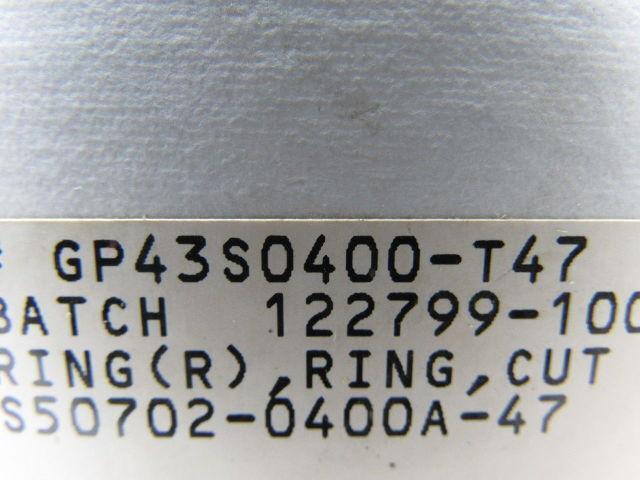 # GP43S0400-T47
BATCH 122799-100
RING(R),RING,CUT
S50702-0400A-47